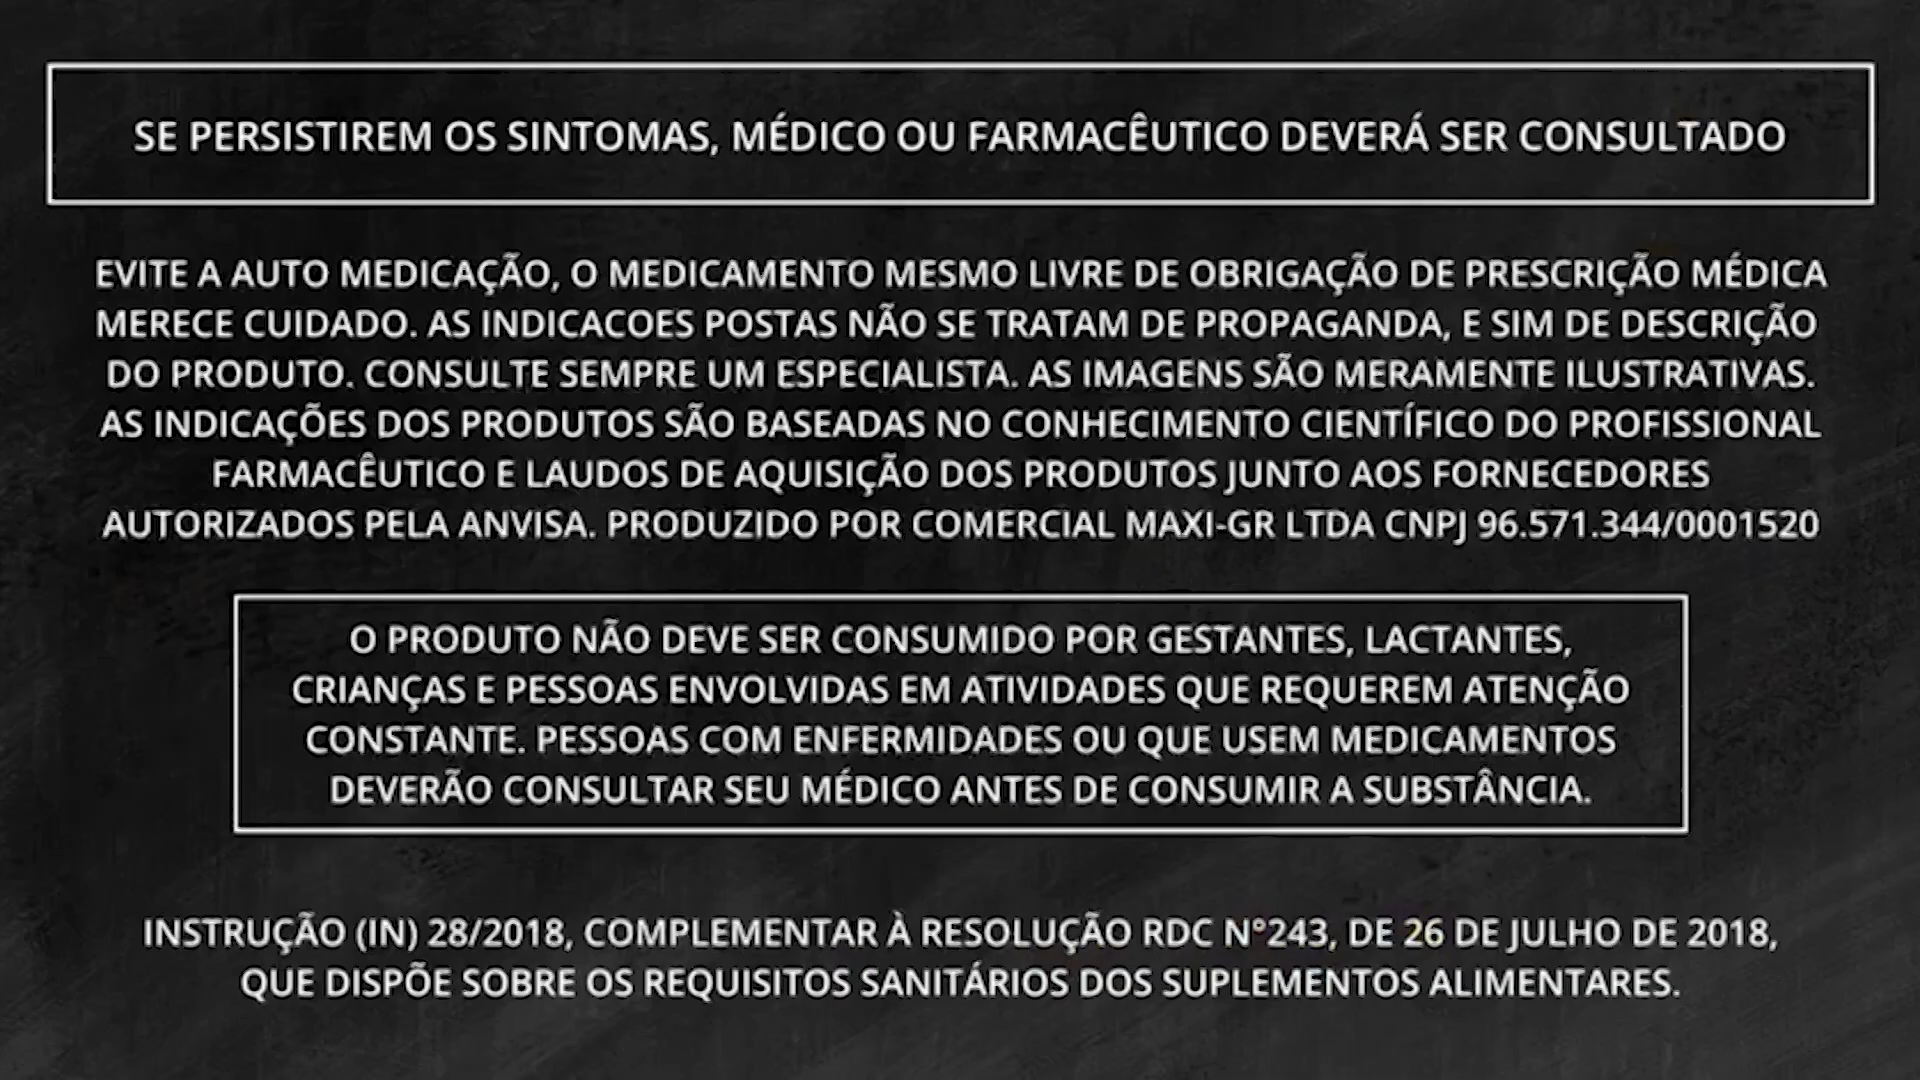 SE PERSISTIREM OS SINTOMAS, MÉDICO OU FARMACÊUTICO DEVERÁ SER CONSULTADO
EVITE A AUTO MEDICAÇÃO, O MEDICAMENTO MESMO LIVRE DE OBRIGAÇÃO DE PRESCRIÇÃO MÉDICA
MERECE CUIDADO. AS INDICACOES POSTAS NÃO SE TRATAM DE PROPAGANDA, E SIM DE DESCRIÇÃO
DO PRODUTO. CONSULTE SEMPRE UM ESPECIALISTA. AS IMAGENS SÃO MERAMENTE ILUSTRATIVAS.
AS INDICAÇÕES DOS PRODUTOS SÃO BASEADAS NO CONHECIMENTO CIENTÍFICO DO PROFISSIONAL
FARMACÊUTICO E LAUDOS DE AQUISIÇÃO DOS PRODUTOS JUNTO AOS FORNECEDORES
AUTORIZADOS PELA ANVISA. PRODUZIDO POR COMERCIAL MAXI-GR LTDA CNPJ 96.571.344/0001520
O PRODUTO NÃO DEVE SER CONSUMIDO POR GESTANTES, LACTANTES,
CRIANÇAS E PESSOAS ENVOLVIDAS EM ATIVIDADES QUE REQUEREM ATENÇÃO
CONSTANTE. PESSOAS COM ENFERMIDADES OU QUE USEM MEDICAMENTOS
DEVERÃO CONSULTAR SEU MÉDICO ANTES DE CONSUMIR A SUBSTÂNCIA.
INSTRUÇÃO (IN) 28/2018, COMPLEMENTAR À RESOLUÇÃO RDC N°243, DE 26 DE JULHO DE 2018,
QUE DISPÕE SOBRE OS REQUISITOS SANITÁRIOS DOS SUPLEMENTOS ALIMENTARES.